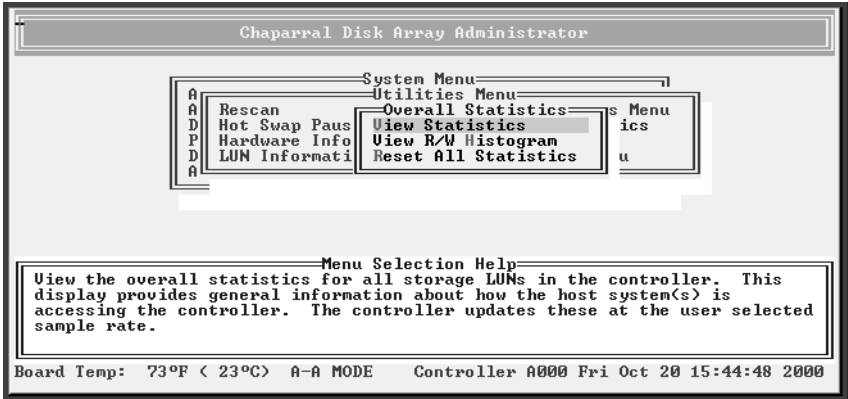 Chaparral Disk Array Administrator
System Menu
A Utilities Menu
A Rescan Overall Statistics s Menu
D Hot Swap Paus View Statistics ics
P Hardware Info View R/W Histogram
D LUN Informati Reset All Statistics u
A
Menu Selection Help
View the overall statistics for all storage LUNs in the controller. This
display provides general information about how the host system(s) is
accessing the controller. The controller updates these at the user selected
sample rate.
Board Temp: 73ºF ( 23ºC) A-A MODE Controller A000 Fri Oct 20 15:44:48 2000